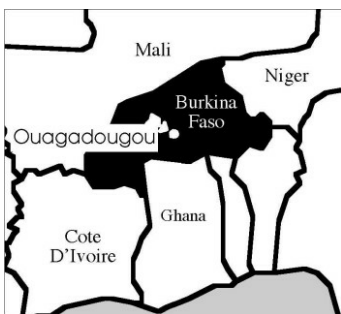 Mali
Niger
Burkina
Faso
Ouagadougou
Ghana
Cote
D'Ivoire